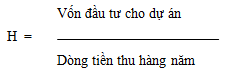 Vốn đầu tư cho dự án
H =
Dòng tiền thu hàng năm